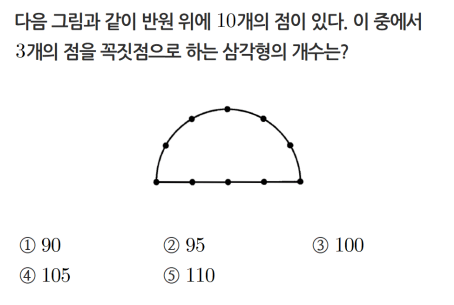 다음 그림과 같이 반원 위에 10개의 점이 있다. 이 중에서
3개의 점을 꼭짓점으로 하는 삼각형의 개수는?
① 90 ② 95 ③ 100
④ 105 ⑤ 110